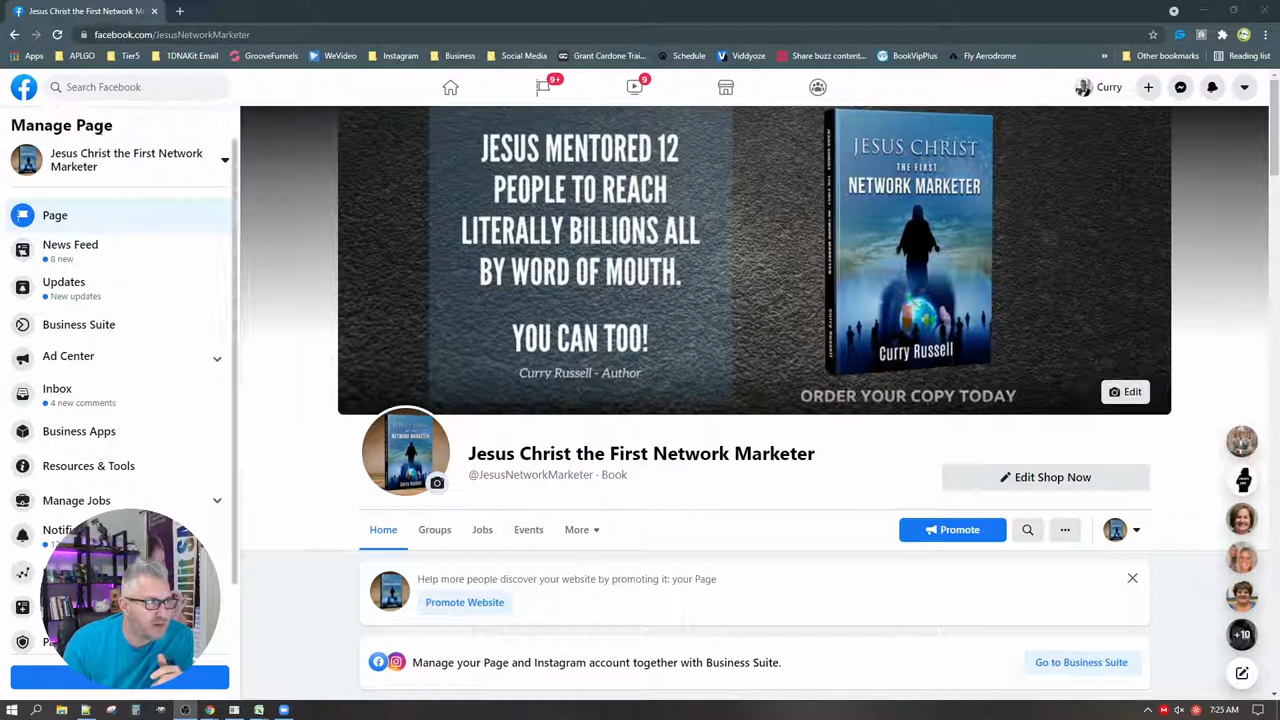 Jesus Christ the First Network M
facebook.com/JesusNetworkMarketer
Apps
APLGO
Tier5
1DNAKit Email
GrooveFunnels
WeVideo
Instagram
Business
Social Media
Grant Cardone Trai...
Schedule
Viddyoze
Share buzz content...
BookVipPlus
Fly Aerodrome
»
Other bookmarks
Reading list
Search Facebook
9+
9
Curry
Manage Page
Jesus Christ the First Network
Marketer
Page
News Feed
8 new
Updates
New updates
Business Suite
Ad Center
Inbox
4 new comments
Business Apps
Resources & Tools
Manage Jobs
Notifi
JESUS MENTORED 12
PEOPLE TO REACH
LITERALLY BILLIONS ALL
BY WORD OF MOUTH.
YOU CAN TOO!
Curry Russell - Author
JESUS CHRIST
THE FIRST
NETWORK MARKETER
Curry Russell
ORDER YOUR COPY TODAY
Edit
Jesus Christ the First Network Marketer
@JesusNetworkMarketer · Book
Edit Shop Now
Home
Groups
Jobs
Events
More
Promote
Help more people discover your website by promoting it: your Page
Promote Website
Manage your Page and Instagram account together with Business Suite.
Go to Business Suite
+10
7:25 AM